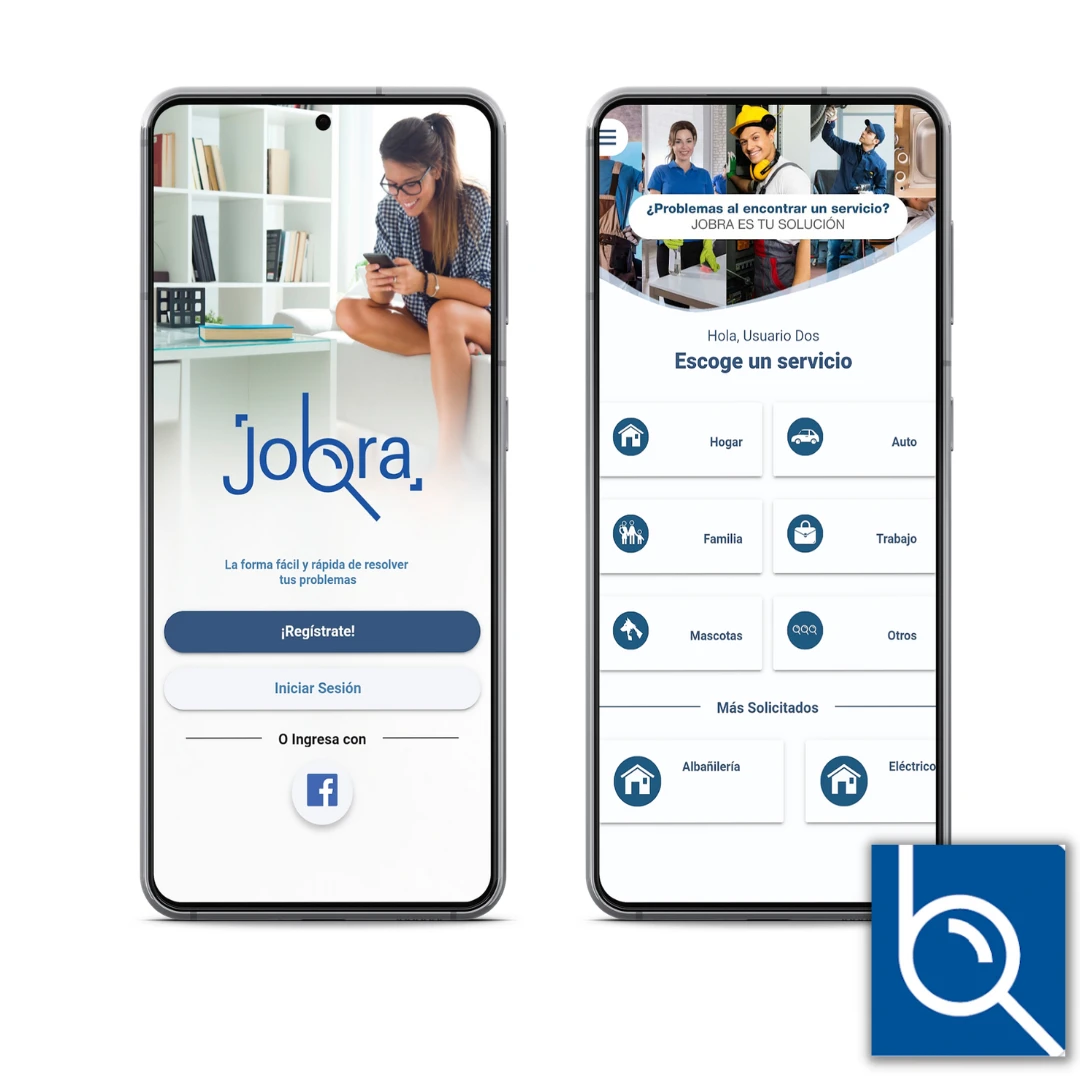 jobra
La forma fácil y rápida de resolver
tus problemas
¡Regístrate!
Iniciar Sesión
O Ingresa con
f
¿Problemas al encontrar un servicio?
JOBRA ES TU SOLUCIÓN
Hola, Usuario Dos
Escoge un servicio
Hogar
Auto
Familia
Trabajo
Mascotas
Otros
Más Solicitados
Albañilería
Eléctrico
b